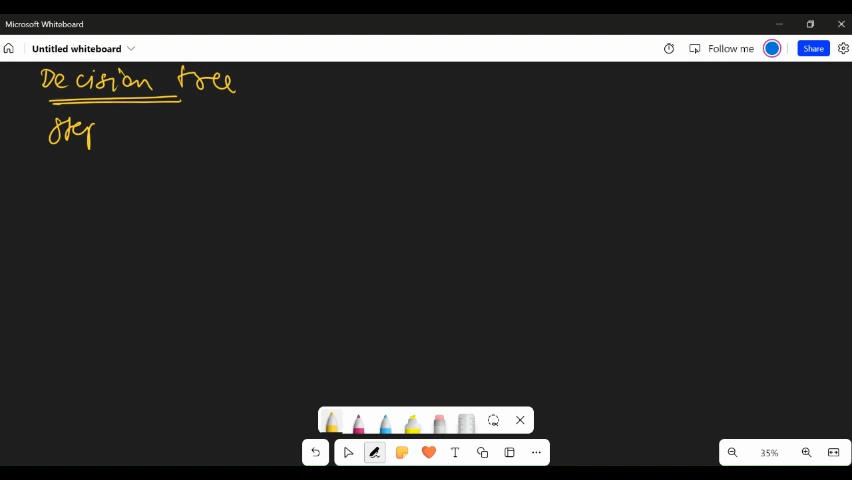 Microsoft Whiteboard
Untitled whiteboard
Follow me
Share
Decision tree
step
35%